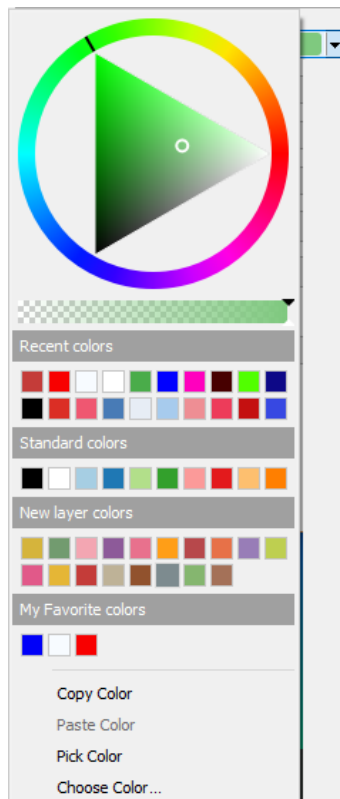 Recent colors
Standard colors
New layer colors
My Favorite colors
Copy Color
Paste Color
Pick Color
Choose Color...